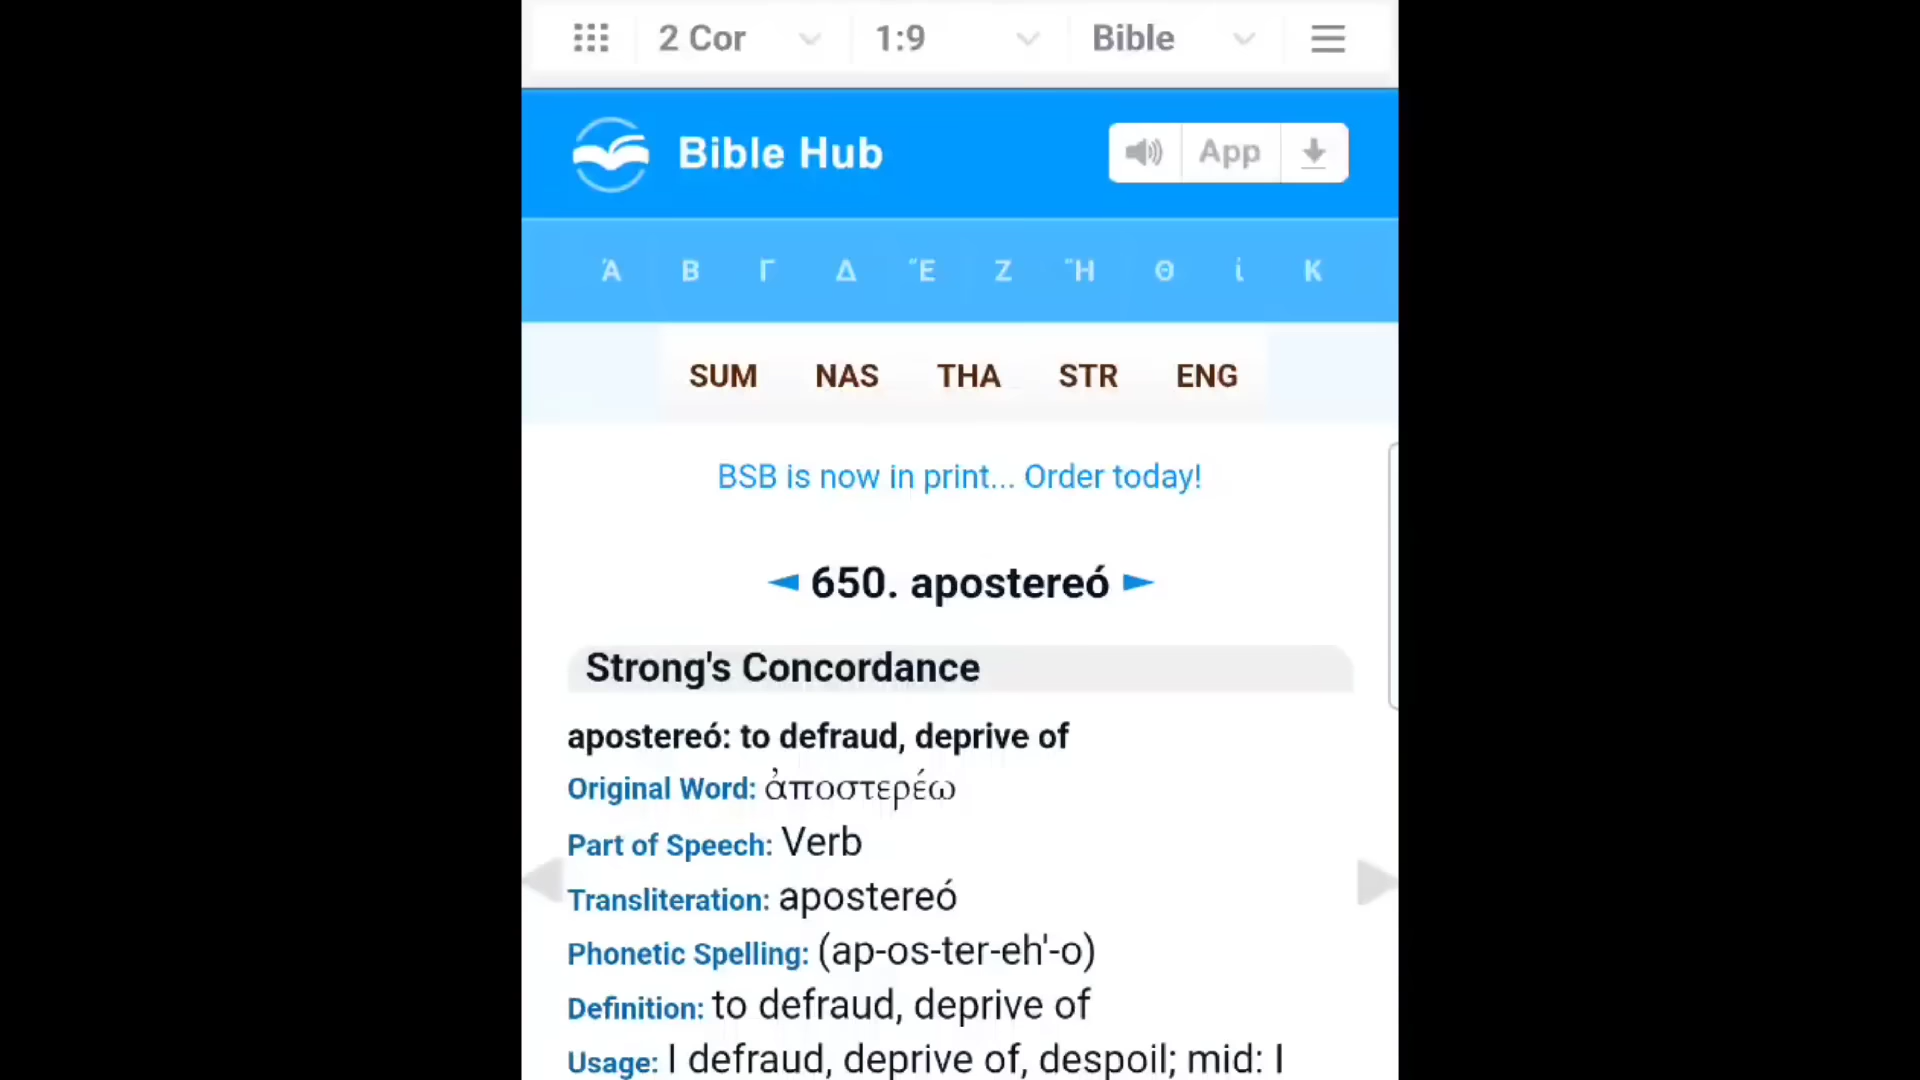 2 Cor 1:9 Bible
Bible Hub App
Ἀ Β Γ Δ Ἕ Ζ Ἥ Θ ἰ Κ
SUM NAS THA STR ENG
BSB is now in print... Order today!
◄ 650. apostereó ►
Strong's Concordance
apostereó: to defraud, deprive of
Original Word: ἀποστερέω
Part of Speech: Verb
Transliteration: apostereó
Phonetic Spelling: (ap-os-ter-eh'-o)
Definition: to defraud, deprive of
Usage: I defraud, deprive of, despoil; mid: I